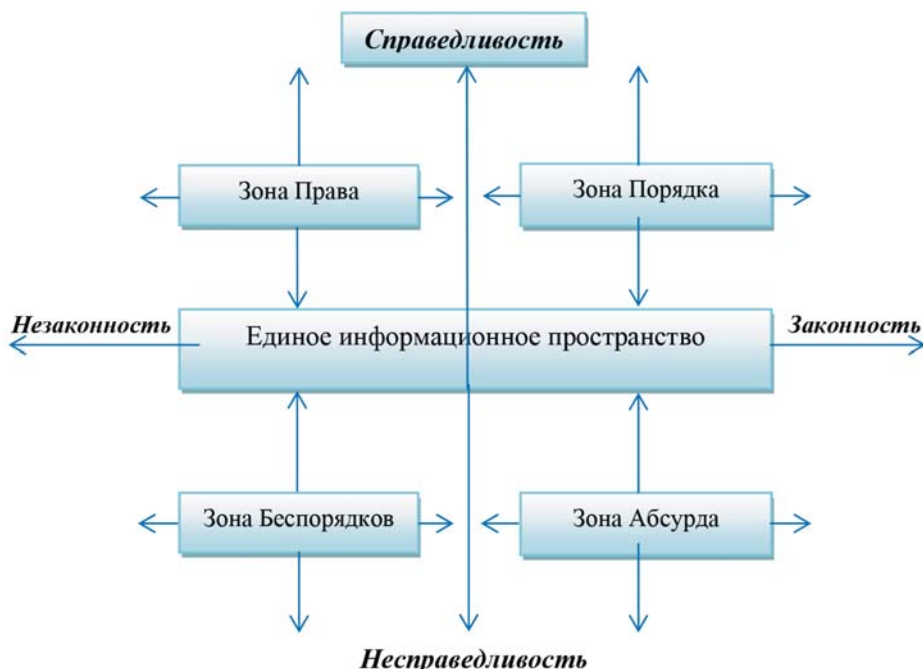 Справедливость
Зона Права
Зона Порядка
Незаконность
Единое информационное пространство
Законность
Зона Беспорядков
Зона Абсурда
Несправедливость